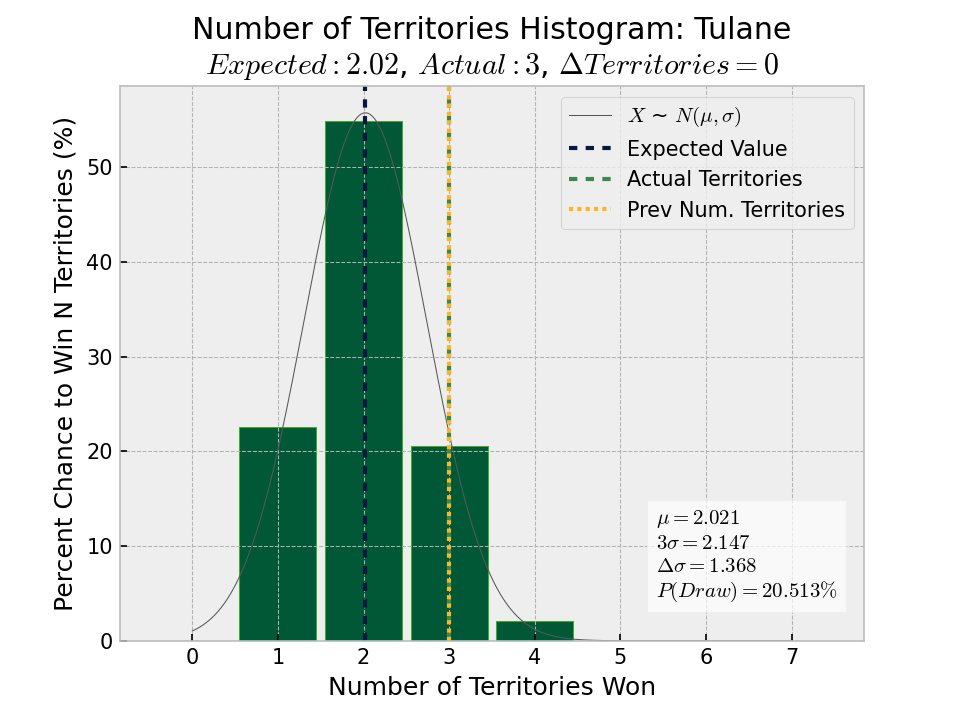 Number of Territories Histogram: Tulane
Expected : 2.02, Actual : 3, ΔTerritories = 0
Percent Chance to Win N Territories (%)
50
40
30
20
10
0
X ~ N(μ, σ)
Expected Value
Actual Territories
Prev Num. Territories
μ = 2.021
3σ = 2.147
Δσ = 1.368
P(Draw) = 20.513%
0 1 2 3 4 5 6 7
Number of Territories Won